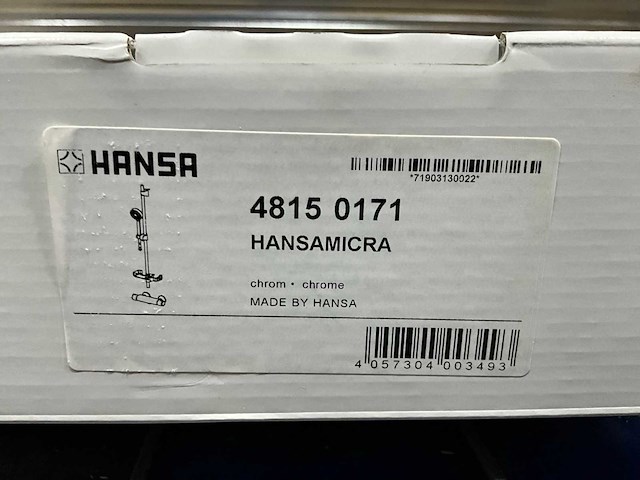 HANSA
*71903130022*
4815 0171
HANSAMICRA
chrom • chrome
MADE BY HANSA
4 057304 003493